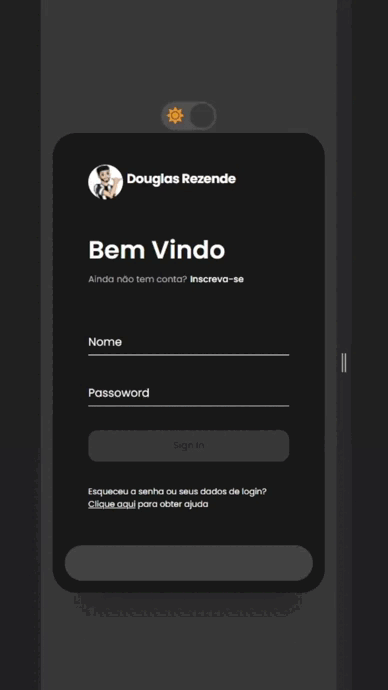 Douglas Rezende
Bem Vindo
Ainda não tem conta? Inscreva-se
Nome
Passoword
Sign In
Esqueceu a senha ou seus dados de login?
Clique aqui para obter ajuda